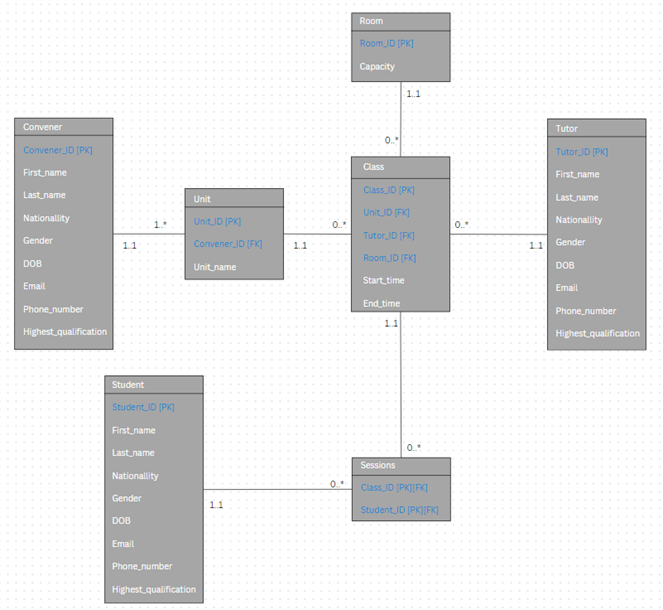 Room
Room_ID [PK]
Capacity
1..1
0..*
Convener
Convener_ID [PK]
First_name
Last_name
Nationallity
Gender
DOB
Email
Phone_number
Highest_qualification
1..*
1..1
Unit
Unit_ID [PK]
Convener_ID [FK]
Unit_name
0..*
1..1
Class
Class_ID [PK]
Unit_ID [FK]
Tutor_ID [FK]
Room_ID [FK]
Start_time
End_time
0..*
1..1
Tutor
Tutor_ID [PK]
First_name
Last_name
Nationallity
Gender
DOB
Email
Phone_number
Highest_qualification
1..1
0..*
Student
Student_ID [PK]
First_name
Last_name
Nationallity
Gender
DOB
Email
Phone_number
Highest_qualification
0..*
1..1
Sessions
Class_ID [PK][FK]
Student_ID [PK][FK]